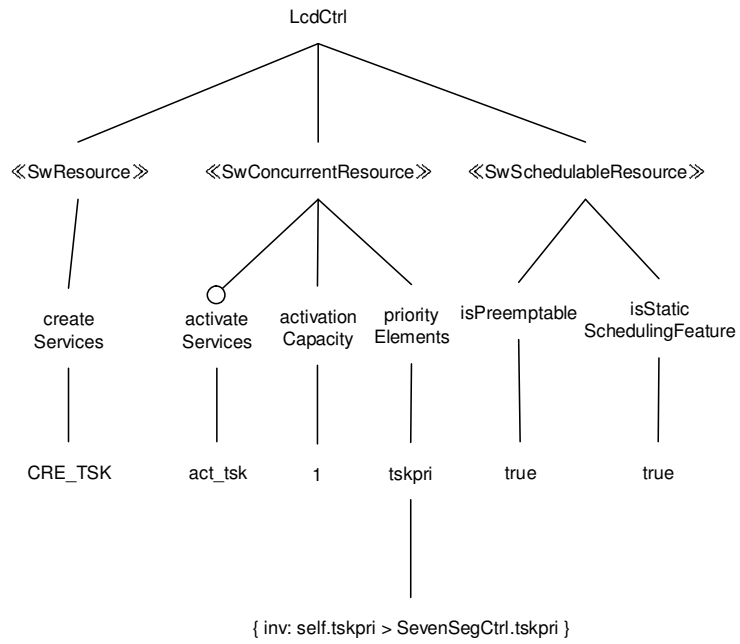 LcdCtrl
≪SwResource≫
≪SwConcurrentResource≫
≪SwSchedulableResource≫
create
Services
activate
Services
activation
Capacity
priority
Elements
isPreemptable
isStatic
SchedulingFeature
CRE_TSK
act_tsk
1
tskpri
true
true
{ inv: self.tskpri > SevenSegCtrl.tskpri }